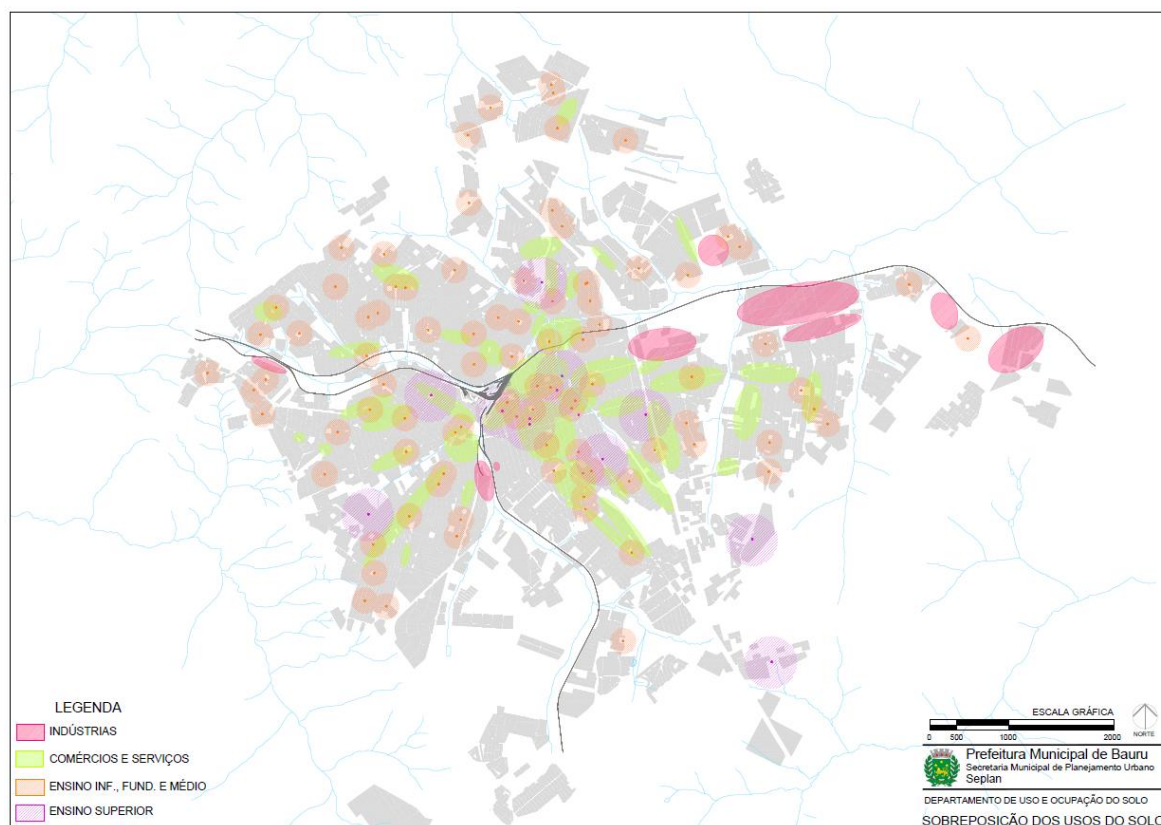 LEGENDA
INDÚSTRIAS
COMÉRCIOS E SERVIÇOS
ENSINO INF., FUND. E MÉDIO
ENSINO SUPERIOR
ESCALA GRÁFICA
0 500 1000 2000
NORTE
Prefeitura Municipal de Bauru
Secretaria Municipal de Planejamento Urbano
Seplan
DEPARTAMENTO DE USO E OCUPAÇÃO DO SOLO
SOBREPOSIÇÃO DOS USOS DO SOLO